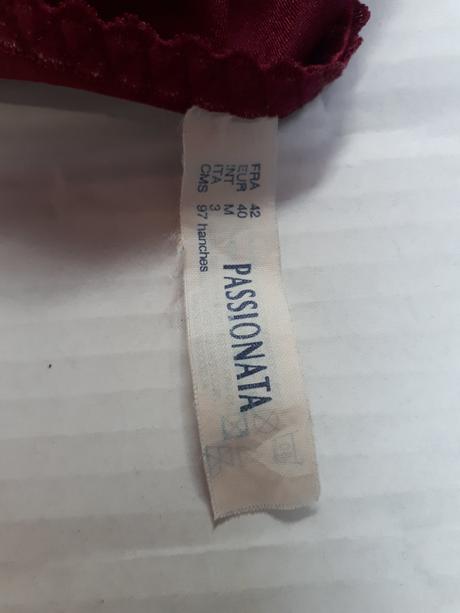 FRA 42
EUR 40
INT M
ITA 3
CMS 97 hanches
PASSIONATA